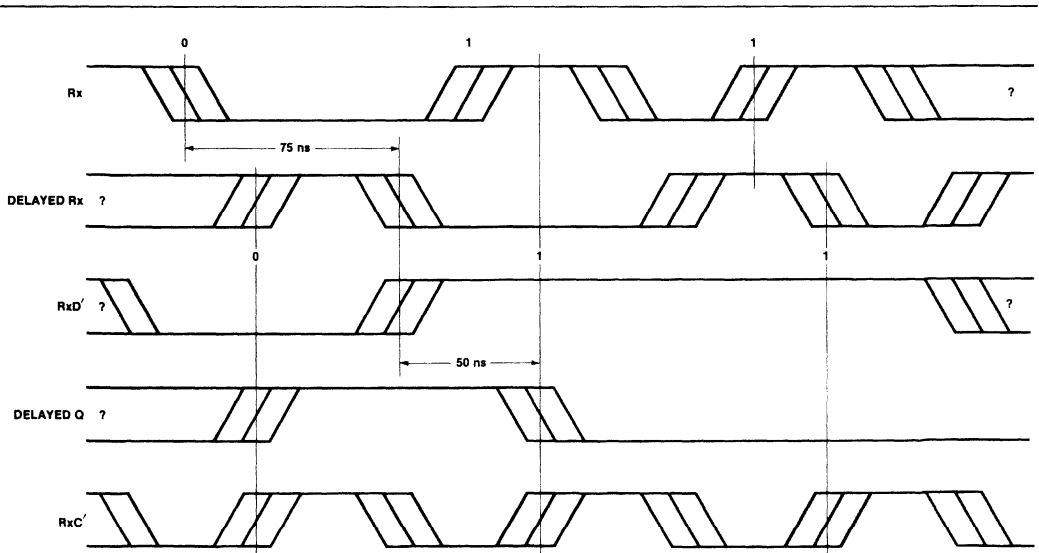 0 1 1
Rx ?
75 ns
DELAYED Rx ?
0 1 1
RxD′ ? ?
50 ns
DELAYED Q ?
RxC′